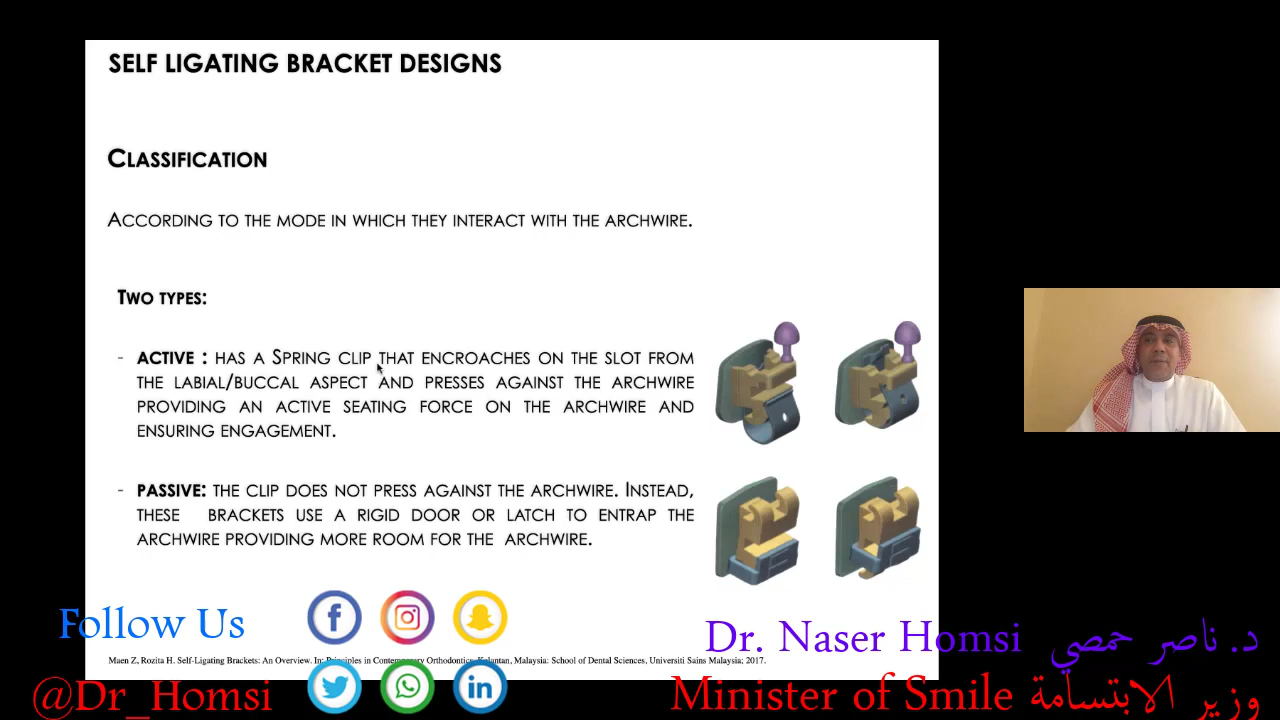 SELF LIGATING BRACKET DESIGNS
CLASSIFICATION
ACCORDING TO THE MODE IN WHICH THEY INTERACT WITH THE ARCHWIRE.
TWO TYPES:
- ACTIVE : HAS A SPRING CLIP THAT ENCROACHES ON THE SLOT FROM
THE LABIAL/BUCCAL ASPECT AND PRESSES AGAINST THE ARCHWIRE
PROVIDING AN ACTIVE SEATING FORCE ON THE ARCHWIRE AND
ENSURING ENGAGEMENT.
- PASSIVE: THE CLIP DOES NOT PRESS AGAINST THE ARCHWIRE. INSTEAD,
THESE BRACKETS USE A RIGID DOOR OR LATCH TO ENTRAP THE
ARCHWIRE PROVIDING MORE ROOM FOR THE ARCHWIRE.
Follow Us
Dr. Naser Homsi د. ناصر حمصي
Maen Z, Rozita H. Self-Ligating Brackets: An Overview. In: Principles in Contemporary Orthodontics. Kelantan, Malaysia: School of Dental Sciences, Universiti Sains Malaysia; 2017.
@Dr_Homsi
Minister of Smile وزير الابتسامة